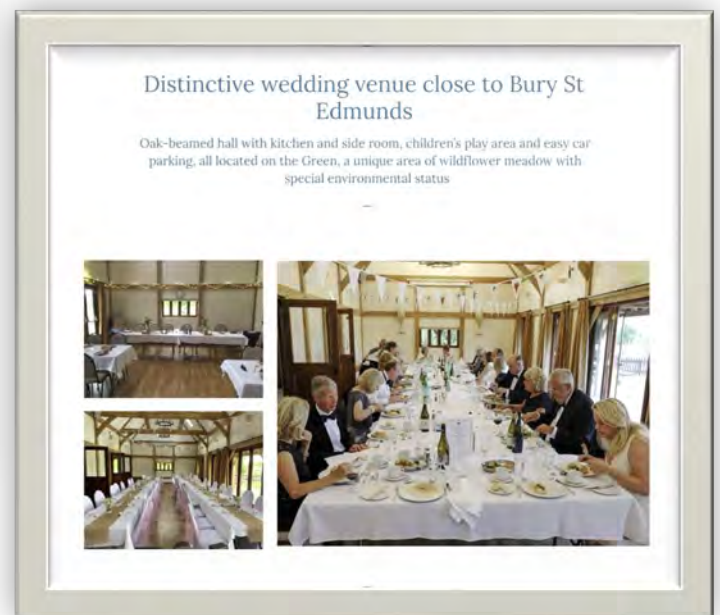 Distinctive wedding venue close to Bury St
Edmunds
Oak-beamed hall with kitchen and side room, children's play area and easy car
parking, all located on the Green, a unique area of wildflower meadow with
special environmental status